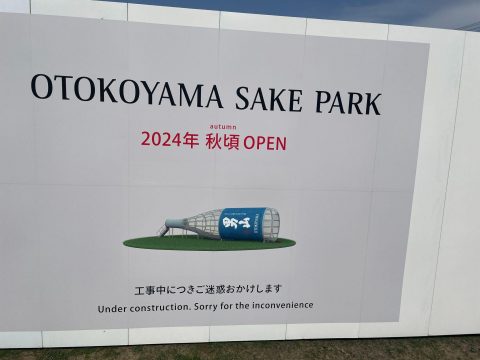 OTOKOYAMA SAKE PARK
autumn
2024年 秋頃 OPEN
男山
OTOKOYAMA
工事中につきご迷惑おかけします
Under construction. Sorry for the inconvenience